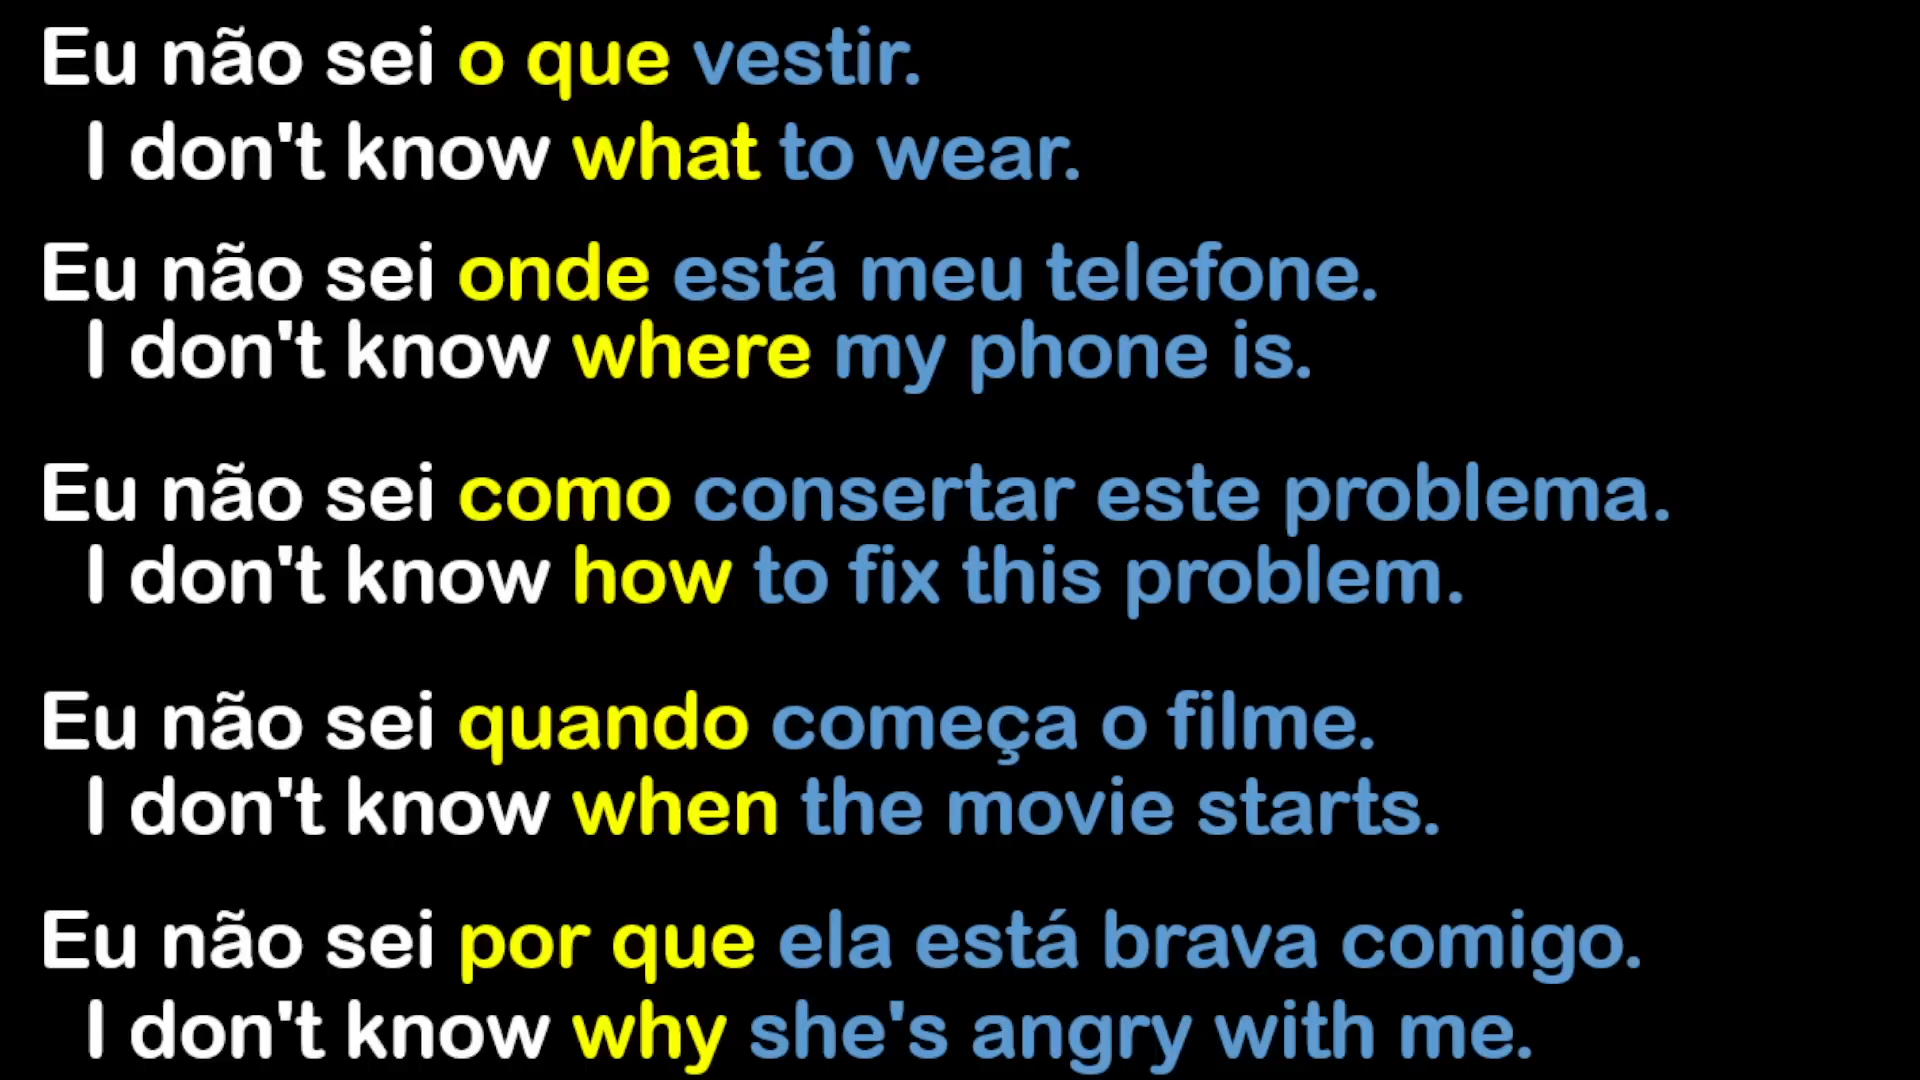 Eu não sei o que vestir.
I don't know what to wear.
Eu não sei onde está meu telefone.
I don't know where my phone is.
Eu não sei como consertar este problema.
I don't know how to fix this problem.
Eu não sei quando começa o filme.
I don't know when the movie starts.
Eu não sei por que ela está brava comigo.
I don't know why she's angry with me.